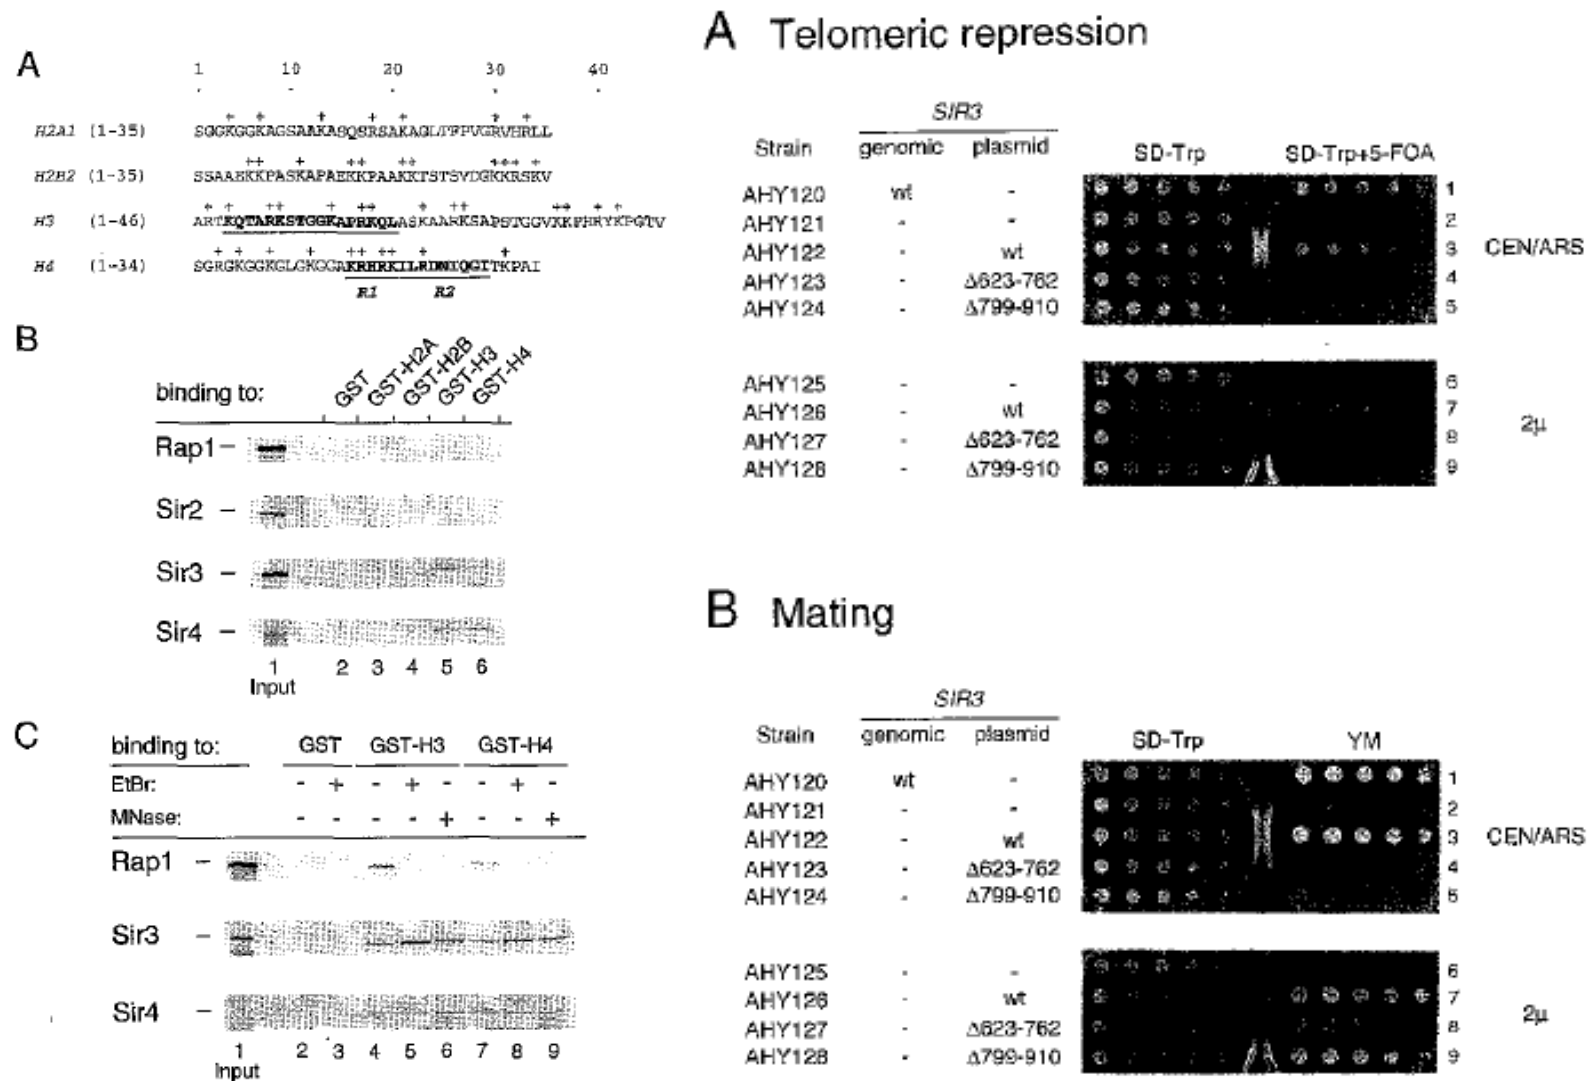 A
1 10 20 30 40
H2A1 (1-35) SGGKGGKAGSAAKASQSRSAKAGLTFPVGRVHRLL
H2B2 (1-35) SSAAEKKPASKAPAEKKPAAKKTSTSVDGKKRSKV
H3 (1-46) ARTKQTARKSTGGKAPRKQLASKAARKSAPSTGGVKKPHRYKPGTV
H4 (1-34) SGRGKGGKGLGKGGAKRHRKILRDNIQGITKPAI
R1 R2
B
binding to: GST GST-H2A GST-H2B GST-H3 GST-H4
Rap1 –
Sir2 –
Sir3 –
Sir4 –
1 2 3 4 5 6
Input
C
binding to: GST GST-H3 GST-H4
EtBr: - + - + - - + -
MNase: - - - - + - - +
Rap1 –
Sir3 –
Sir4 –
1 2 3 4 5 6 7 8 9
Input
A Telomeric repression
SIR3
Strain genomic plasmid SD-Trp SD-Trp+5-FOA
AHY120 wt - 1
AHY121 - - 2
AHY122 - wt 3 CEN/ARS
AHY123 - Δ623-762 4
AHY124 - Δ799-910 5
AHY125 - - 6
AHY126 - wt 7 2μ
AHY127 - Δ623-762 8
AHY128 - Δ799-910 9
B Mating
SIR3
Strain genomic plasmid SD-Trp YM
AHY120 wt - 1
AHY121 - - 2
AHY122 - wt 3 CEN/ARS
AHY123 - Δ623-762 4
AHY124 - Δ799-910 5
AHY125 - - 6
AHY126 - wt 7 2μ
AHY127 - Δ623-762 8
AHY128 - Δ799-910 9